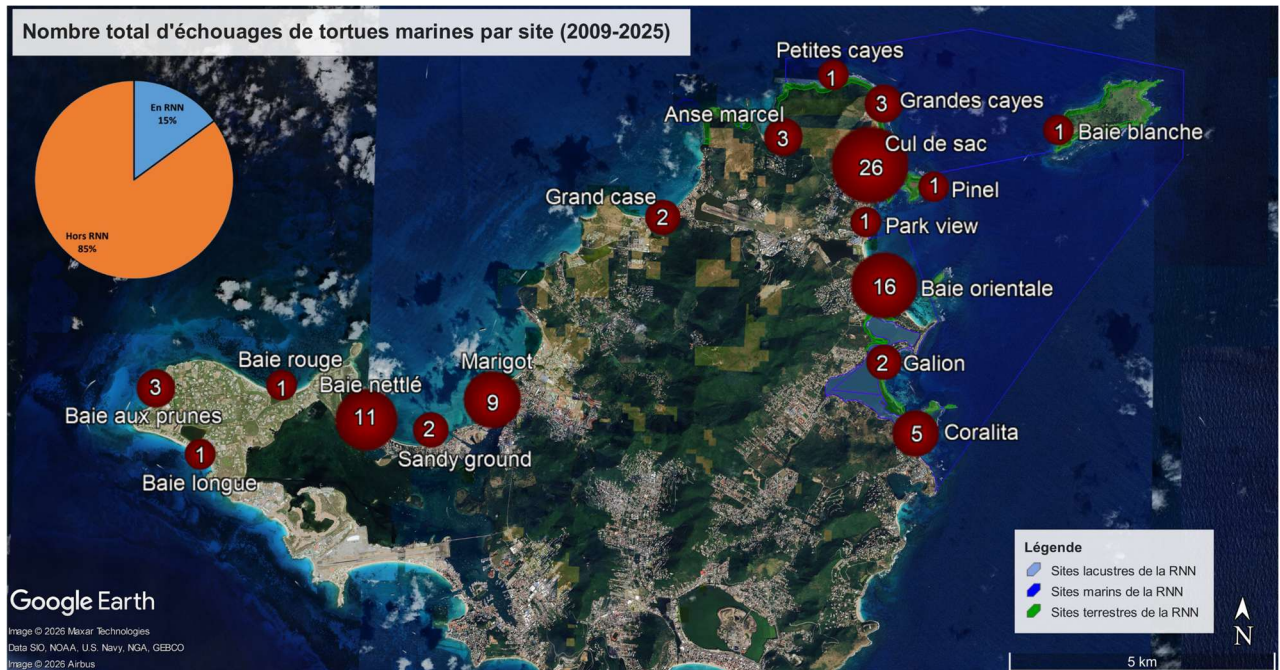 Nombre total d'échouages de tortues marines par site (2009-2025)
En RNN
15%
Hors RNN
85%
Petites cayes
1
3
Grandes cayes
Anse marcel
3
1
Baie blanche
Cul de sac
26
1
Pinel
Grand case
2
1
Park view
16
Baie orientale
2
Galion
5
Coralita
Marigot
9
Baie rouge
1
Baie nettlé
11
2
Sandy ground
3
Baie aux prunes
1
Baie longue
Légende
Sites lacustres de la RNN
Sites marins de la RNN
Sites terrestres de la RNN
N
5 km
Google Earth
Image © 2026 Maxar Technologies
Data SIO, NOAA, U.S. Navy, NGA, GEBCO
Image © 2026 Airbus